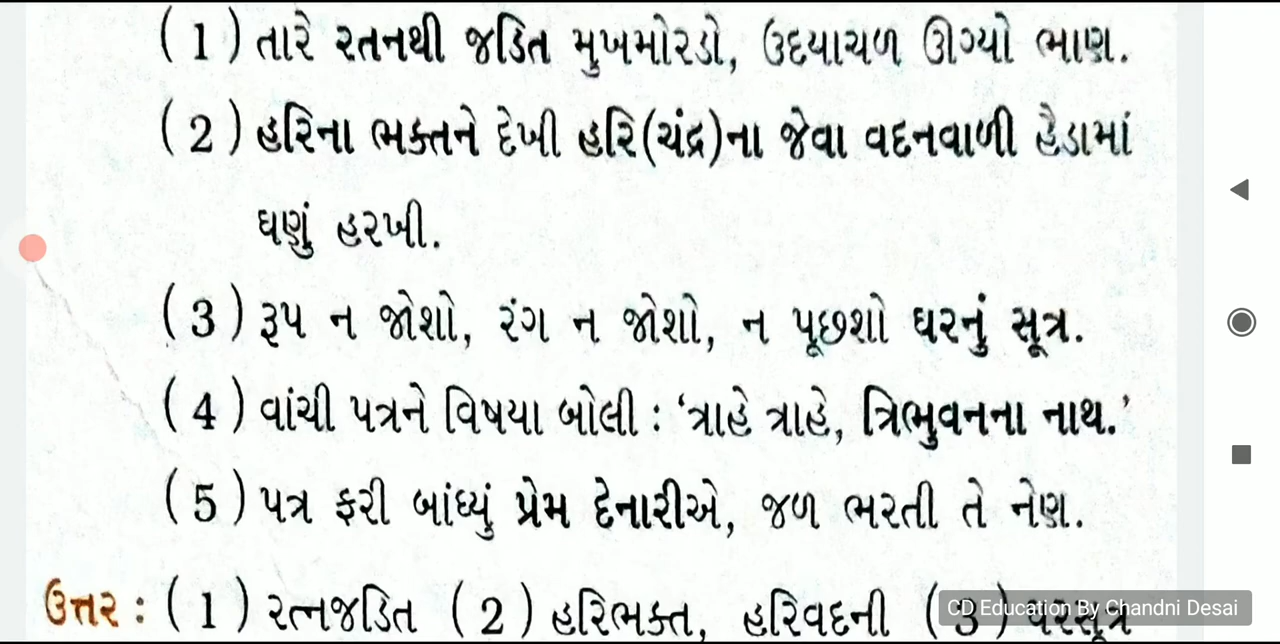 (1) તારે રતનથી જડિત મુખમોરડો, ઉદયાચળ ઊગ્યો ભાણ.
(2) હરિના ભક્તને દેખી હરિ(ચંદ્ર)ના જેવા વદનવાળી હૈડામાં
ઘણું હરખી.
(3) રૂપ ન જોશો, રંગ ન જોશો, ન પૂછશો ઘરનું સૂત્ર.
(4) વાંચી પત્રને વિષયા બોલી : ‘ત્રાહે ત્રાહે, ત્રિભુવનના નાથ.’
(5) પત્ર ફરી બાંધ્યું પ્રેમ દેનારીએ, જળ ભરતી તે નેણ.
ઉત્તર : (1) રત્નજડિત (2) હરિભક્ત, હરિવદની (3)
CD Education By Chandni Desai